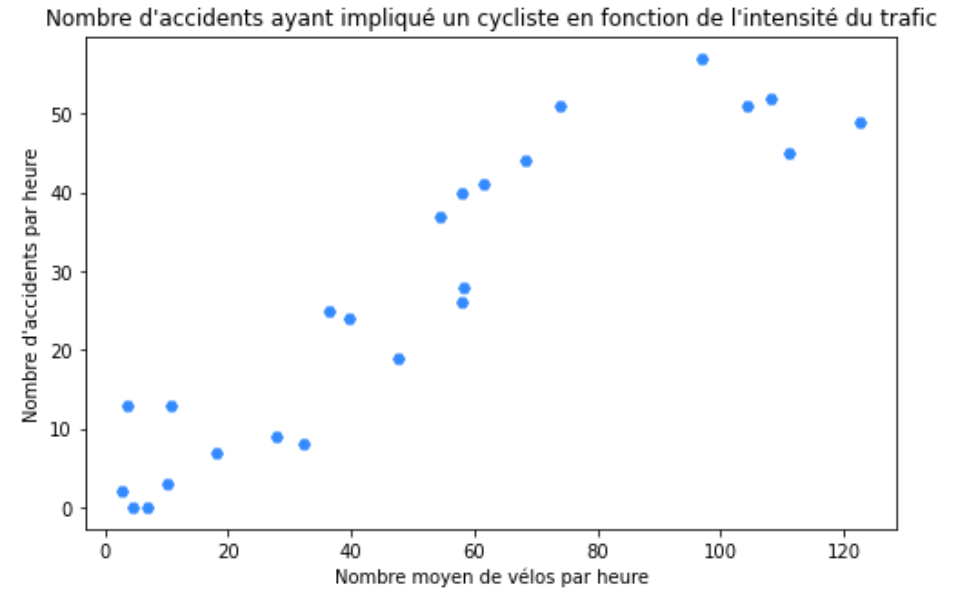 Nombre d'accidents ayant impliqué un cycliste en fonction de l'intensité du trafic
Nombre d'accidents par heure
50
40
30
20
10
0
0 20 40 60 80 100 120
Nombre moyen de vélos par heure